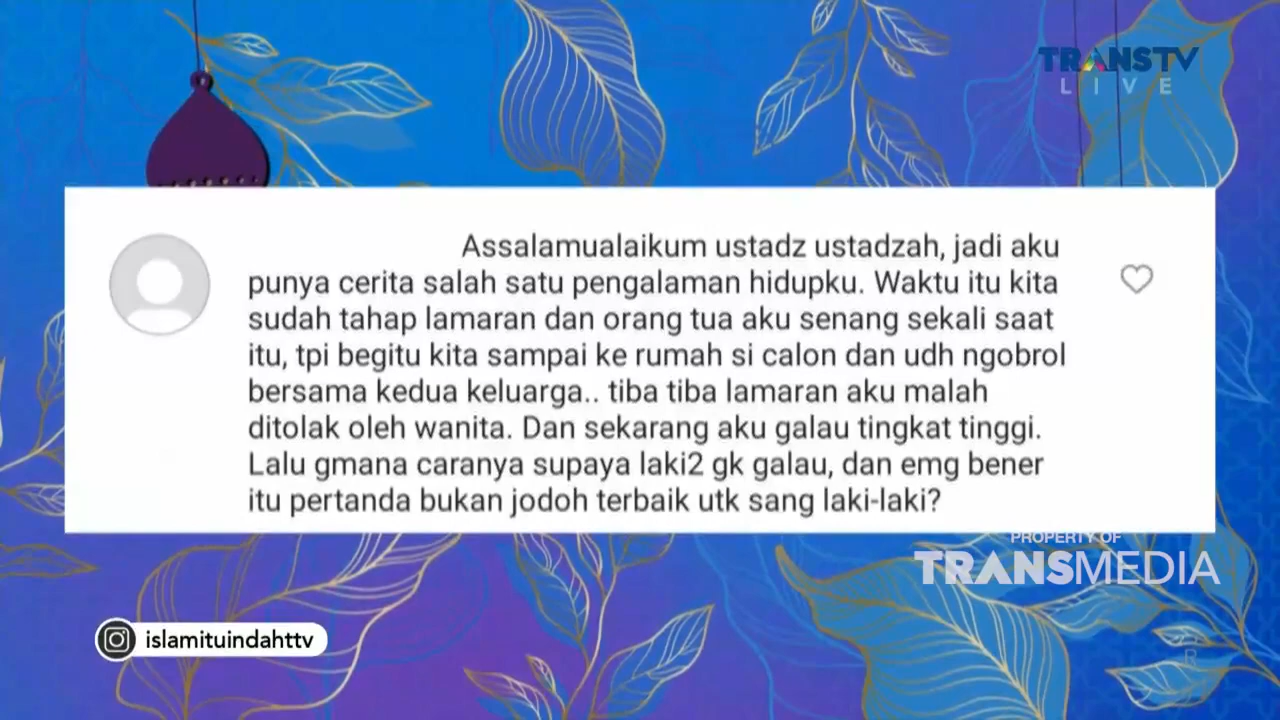 TRANSTV
LIVE
Assalamualaikum ustadz ustadzah, jadi aku
punya cerita salah satu pengalaman hidupku. Waktu itu kita
sudah tahap lamaran dan orang tua aku senang sekali saat
itu, tpi begitu kita sampai ke rumah si calon dan udh ngobrol
bersama kedua keluarga.. tiba tiba lamaran aku malah
ditolak oleh wanita. Dan sekarang aku galau tingkat tinggi.
Lalu gmana caranya supaya laki2 gk galau, dan emg bener
itu pertanda bukan jodoh terbaik utk sang laki-laki?
PROPERTY OF
TRANSMEDIA
islamituindahttv